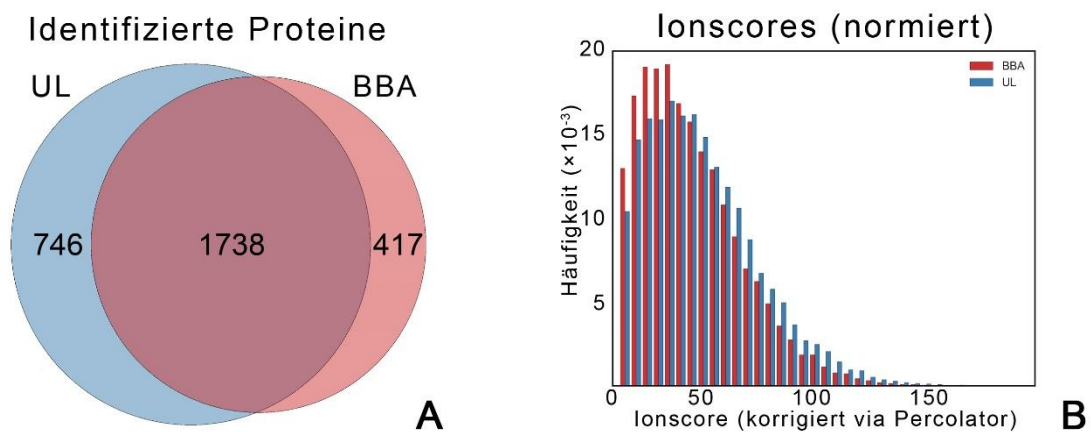 Identifizierte Proteine
UL
BBA
746
1738
417
A
Ionscores (normiert)
20
15
10
5
Häufigkeit (×10⁻³)
BBA
UL
0
50
100
150
Ionscore (korrigiert via Percolator)
B